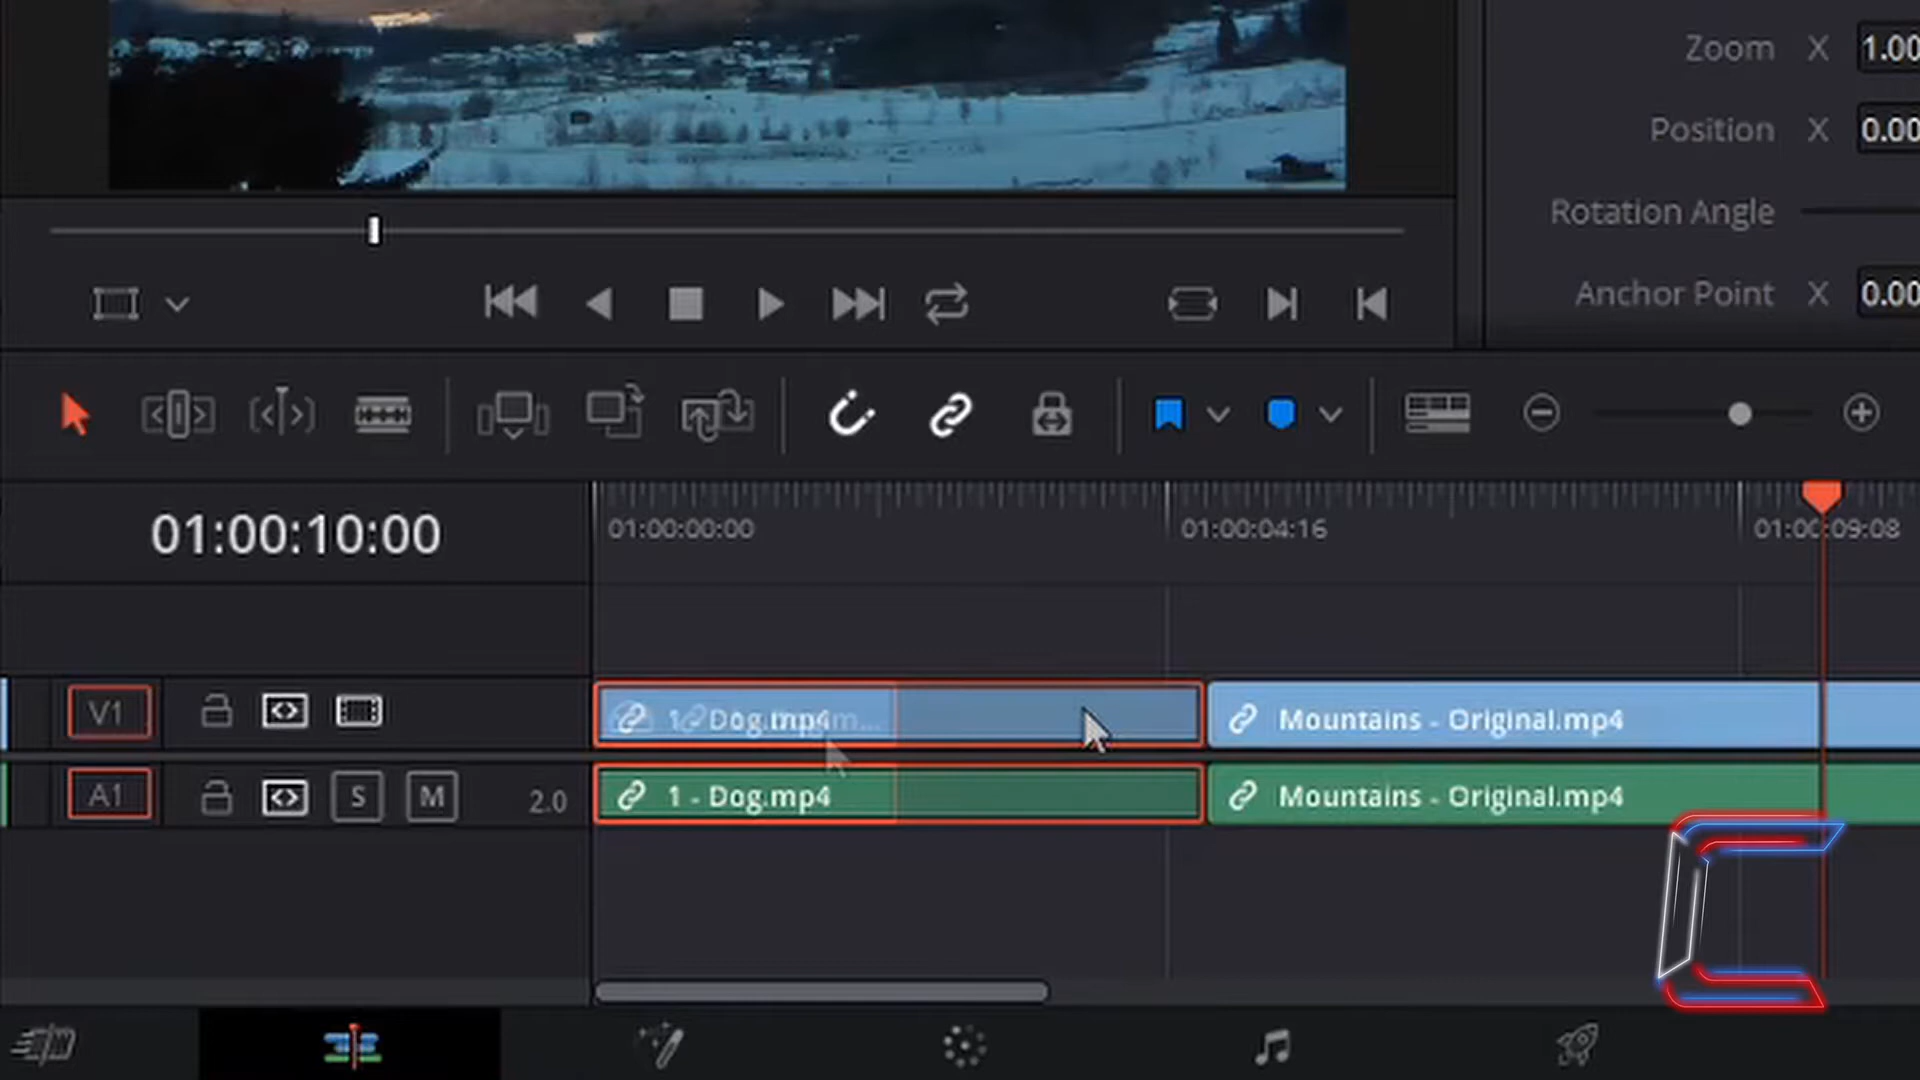 Zoom X 1.00
Position X 0.00
Rotation Angle
Anchor Point X 0.00
01:00:10:00
01:00:00:00
01:00:04:16
01:00:09:08
V1
1 - Dog.mp4
Mountains - Original.mp4
A1
S
M
2.0
1 - Dog.mp4
Mountains - Original.mp4